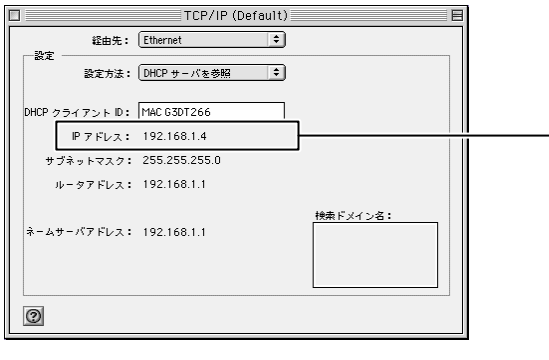 TCP/IP (Default)
経由先： Ethernet
設定
設定方法： DHCP サーバを参照
DHCP クライアント ID： MAC G3DT266
IP アドレス： 192.168.1.4
サブネットマスク： 255.255.255.0
ルータアドレス： 192.168.1.1
検索ドメイン名：
ネームサーバアドレス： 192.168.1.1
?